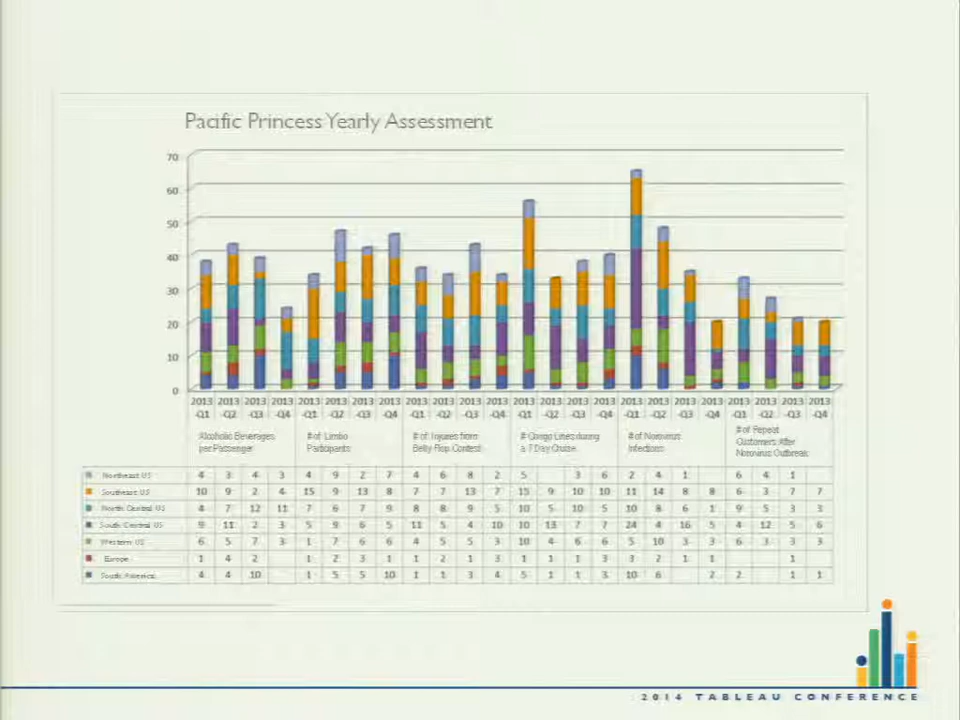 Pacific Princess Yearly Assessment
70
60
50
40
30
20
10
0
2013 2013 2013 2013 2013 2013 2013 2013 2013 2013 2013 2013 2013 2013 2013 2013 2013 2013 2013 2013 2013 2013 2013 2013
-Q1 -Q2 -Q3 -Q4 -Q1 -Q2 -Q3 -Q4 -Q1 -Q2 -Q3 -Q4 -Q1 -Q2 -Q3 -Q4 -Q1 -Q2 -Q3 -Q4 -Q1 -Q2 -Q3 -Q4
Alcoholic Beverages
per Passenger
# of Limbo
Participants
# of Injuries from
Belly Flop Contest
# Conga Lines during
a 7 Day Cruise
# of Norovirus
Infections
# of Repeat
Customers After
Norovirus Outbreak
Northeast US 4 3 4 3 4 9 2 7 4 6 8 2 5 3 6 2 4 1 6 4 1
Southeast US 10 9 2 4 15 9 13 8 7 7 13 7 15 9 10 10 11 14 8 8 6 3 7 7
North Central US 4 7 12 11 7 6 7 9 8 8 9 5 10 5 10 5 10 8 6 1 9 5 3 3
South Central US 9 11 2 3 5 9 6 5 11 5 4 10 10 13 7 7 24 4 16 5 4 12 5 6
Western US 6 5 7 3 1 7 6 6 4 5 5 3 10 4 6 6 5 10 3 3 6 3 3 3
Europe 1 4 2 1 2 3 1 1 2 1 3 1 1 1 3 3 2 1 1 1
South America 4 4 10 1 5 5 10 1 1 3 4 5 1 1 3 10 6 2 2 1 1
2014 TABLEAU CONFERENCE